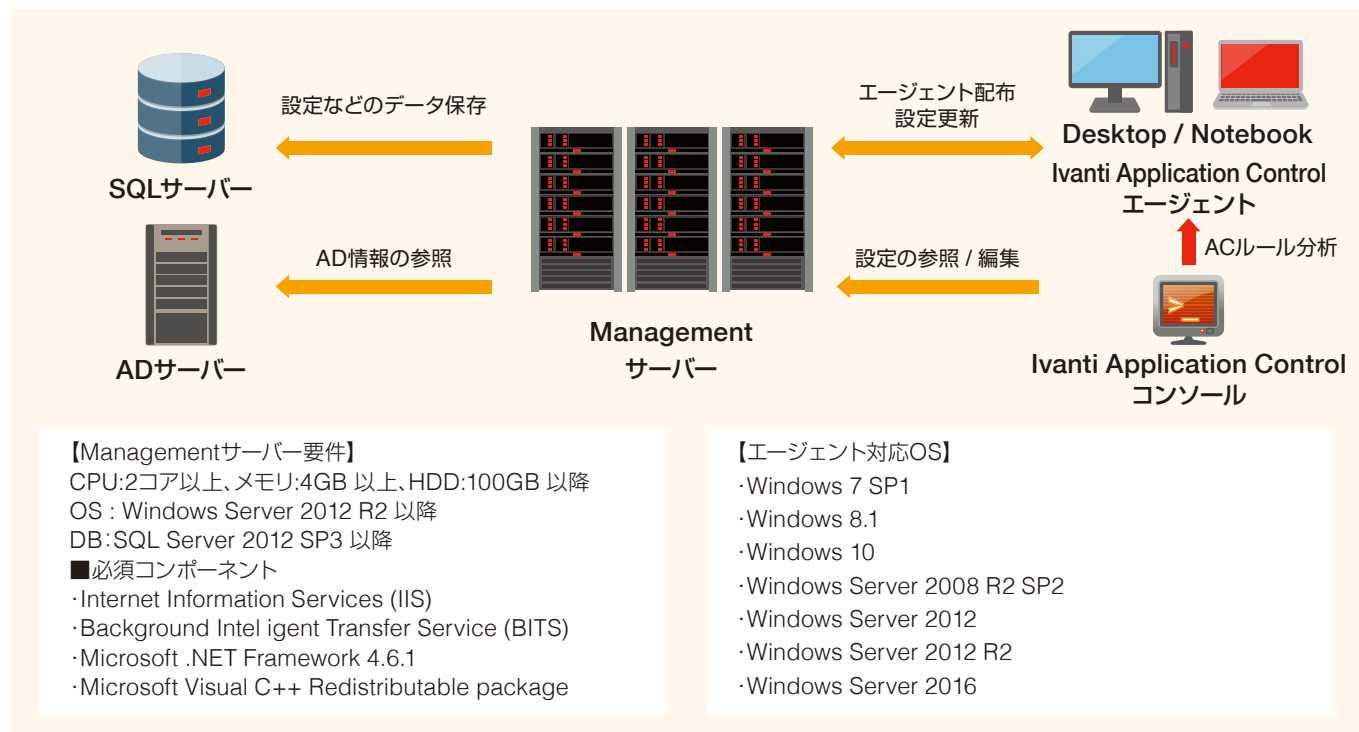 設定などのデータ保存
エージェント配布
設定更新
Desktop / Notebook
Ivanti Application Control
エージェント
SQLサーバー
ACルール分析
AD情報の参照
設定の参照 / 編集
Management
サーバー
ADサーバー
Ivanti Application Control
コンソール
【Managementサーバー要件】
CPU:2コア以上、メモリ:4GB 以上、HDD:100GB 以降
OS : Windows Server 2012 R2 以降
DB:SQL Server 2012 SP3 以降
■必須コンポーネント
·Internet Information Services (IIS)
·Background Intel igent Transfer Service (BITS)
·Microsoft .NET Framework 4.6.1
·Microsoft Visual C++ Redistributable package
【エージェント対応OS】
·Windows 7 SP1
·Windows 8.1
·Windows 10
·Windows Server 2008 R2 SP2
·Windows Server 2012
·Windows Server 2012 R2
·Windows Server 2016